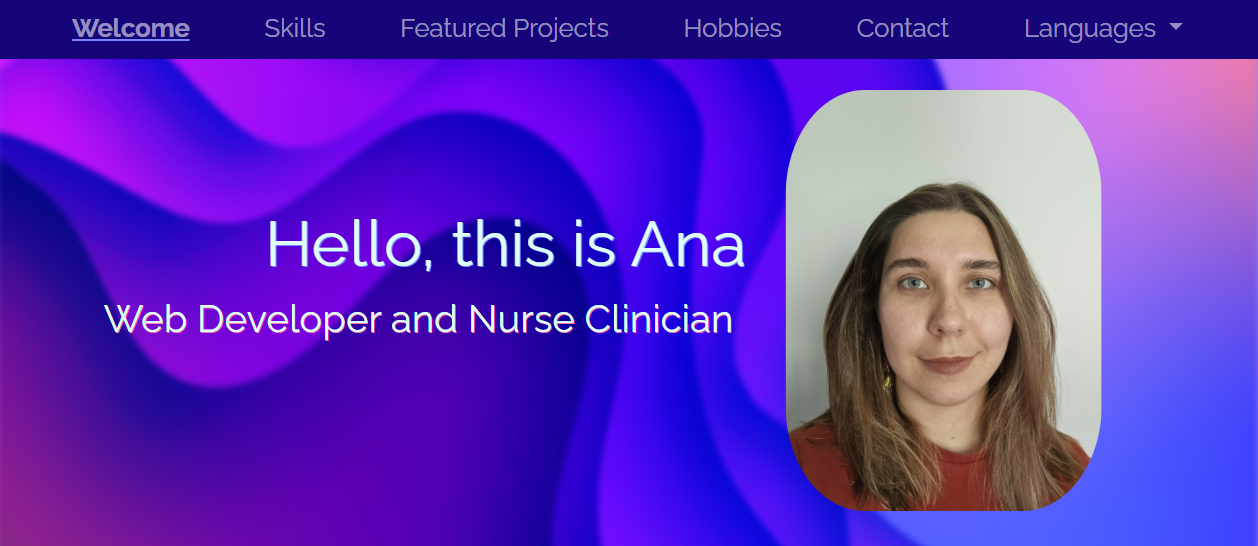 Welcome Skills Featured Projects Hobbies Contact Languages
Hello, this is Ana
Web Developer and Nurse Clinician